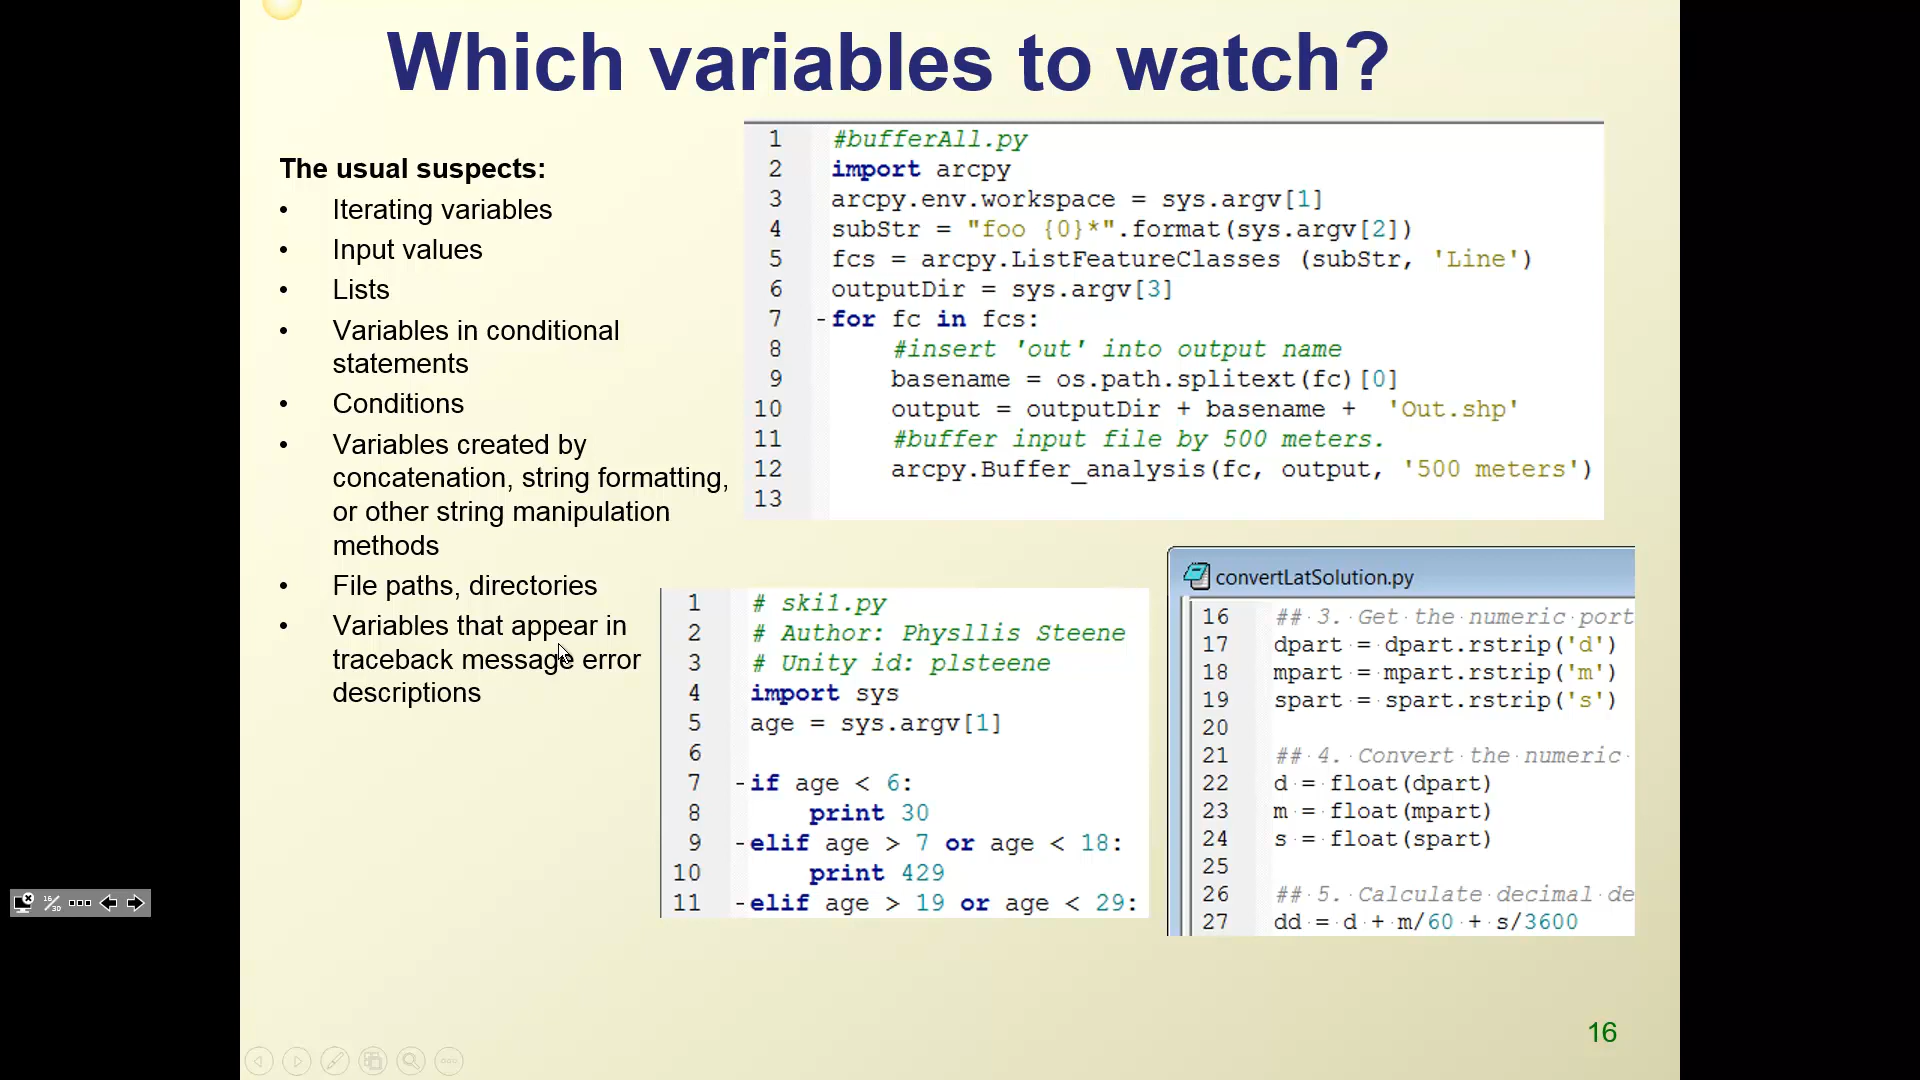 Which variables to watch?
The usual suspects:
• Iterating variables
• Input values
• Lists
• Variables in conditional
statements
• Conditions
• Variables created by
concatenation, string formatting,
or other string manipulation
methods
• File paths, directories
• Variables that appear in
traceback message error
descriptions
1 #bufferAll.py
2 import arcpy
3 arcpy.env.workspace = sys.argv[1]
4 subStr = "foo {0}*".format(sys.argv[2])
5 fcs = arcpy.ListFeatureClasses (subStr, 'Line')
6 outputDir = sys.argv[3]
7 -for fc in fcs:
8 #insert 'out' into output name
9 basename = os.path.splitext(fc)[0]
10 output = outputDir + basename + 'Out.shp'
11 #buffer input file by 500 meters.
12 arcpy.Buffer_analysis(fc, output, '500 meters')
13
1 # ski1.py
2 # Author: Physllis Steene
3 # Unity id: plsteene
4 import sys
5 age = sys.argv[1]
6
7 -if age < 6:
8 print 30
9 -elif age > 7 or age < 18:
10 print 429
11 -elif age > 19 or age < 29:
convertLatSolution.py
16 ## 3. Get the numeric port
17 dpart = dpart.rstrip('d')
18 mpart = mpart.rstrip('m')
19 spart = spart.rstrip('s')
20
21 ## 4. Convert the numeric
22 d = float(dpart)
23 m = float(mpart)
24 s = float(spart)
25
26 ## 5. Calculate decimal de
27 dd = d + m/60 + s/3600
16/30
16